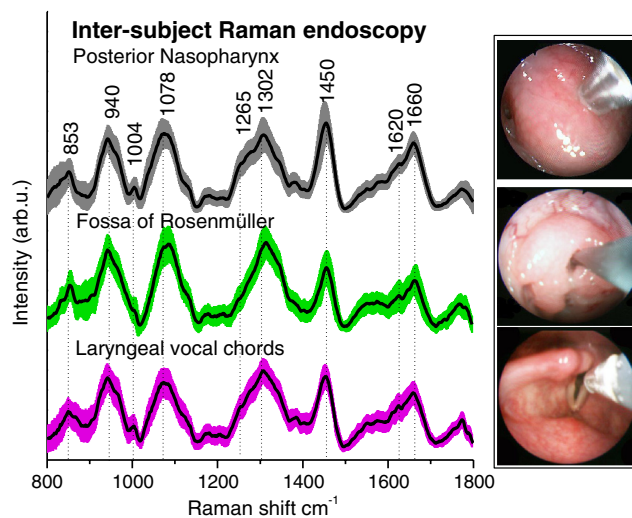 Inter-subject Raman endoscopy
Posterior Nasopharynx
853
940
1004
1078
1265
1302
1450
1620
1660
Fossa of Rosenmüller
Laryngeal vocal chords
Intensity (arb.u.)
800 1000 1200 1400 1600 1800
Raman shift cm⁻¹